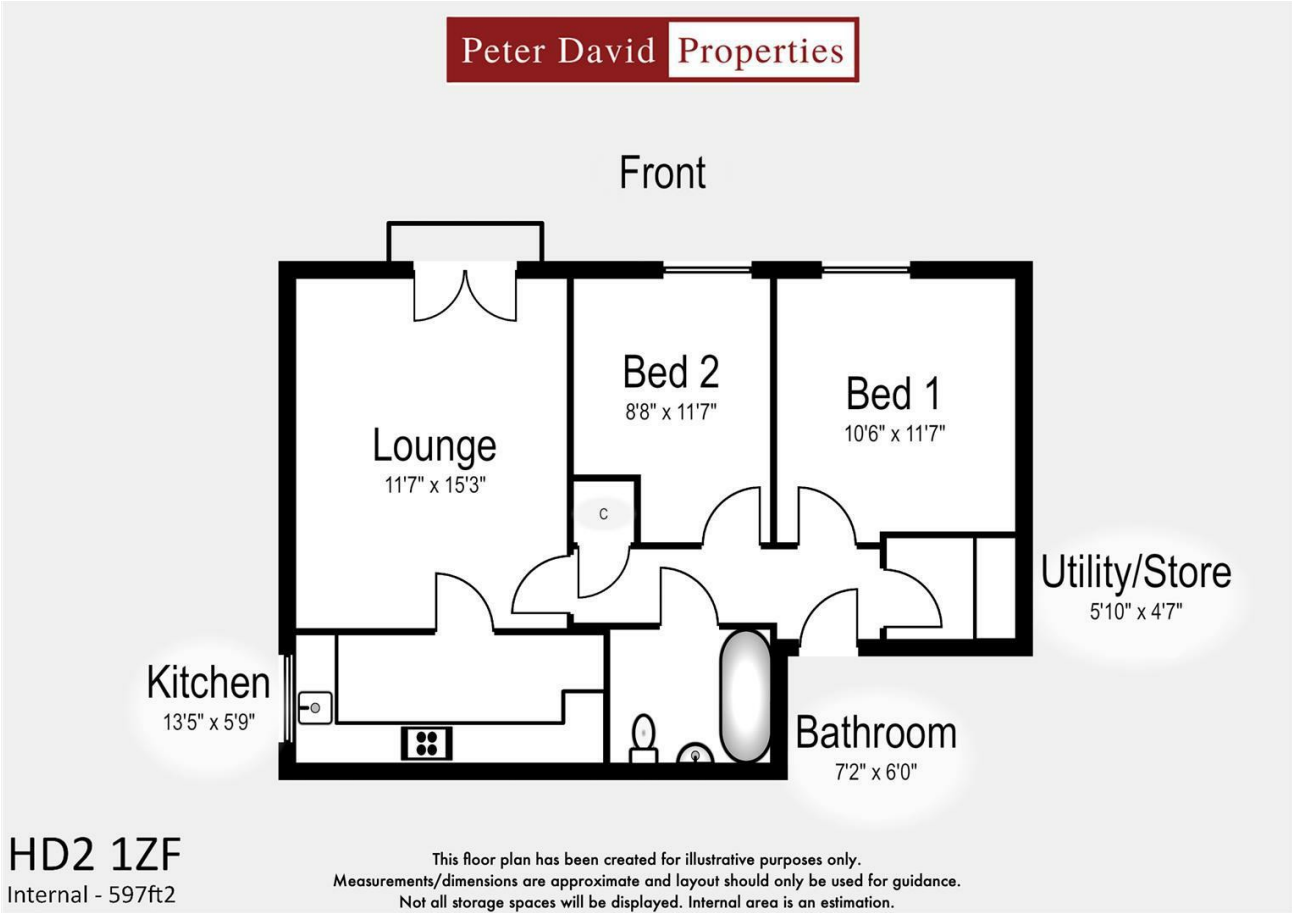 Peter David Properties
Front
Bed 2
8'8" x 11'7"
Bed 1
10'6" x 11'7"
Lounge
11'7" x 15'3"
C
Utility/Store
5'10" x 4'7"
Kitchen
13'5" x 5'9"
Bathroom
7'2" x 6'0"
HD2 1ZF
Internal - 597ft2
This floor plan has been created for illustrative purposes only.
Measurements/dimensions are approximate and layout should only be used for guidance.
Not all storage spaces will be displayed. Internal area is an estimation.